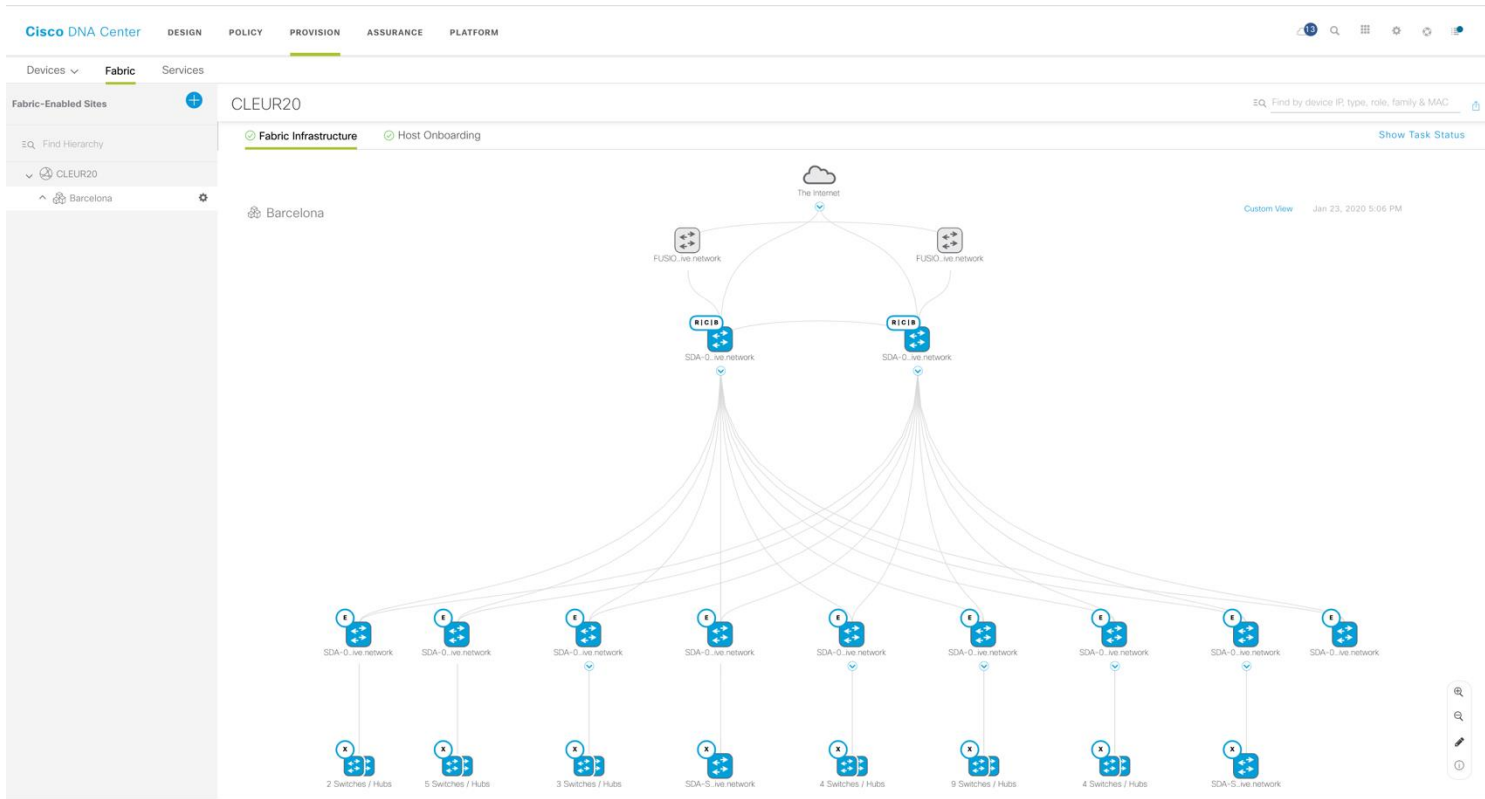 Cisco DNA Center DESIGN POLICY PROVISION ASSURANCE PLATFORM 13
Devices Fabric Services
Fabric-Enabled Sites
Find Hierarchy
CLEUR20
Barcelona
CLEUR20
Find by device IP, type, role, family & MAC
Fabric Infrastructure Host Onboarding Show Task Status
Barcelona
Custom View Jan 23, 2020 5:06 PM
The Internet
FUSIO..ive.network FUSIO..ive.network
R|C|B R|C|B
SDA-0..ive.network SDA-0..ive.network
E E E E E E E E E
SDA-0..ive.network SDA-0..ive.network SDA-0..ive.network SDA-0..ive.network SDA-0..ive.network SDA-0..ive.network SDA-0..ive.network SDA-0..ive.network SDA-0..ive.network
X X X X X X X X
2 Switches / Hubs 5 Switches / Hubs 3 Switches / Hubs SDA-S..ive.network 4 Switches / Hubs 9 Switches / Hubs 4 Switches / Hubs SDA-S..ive.network